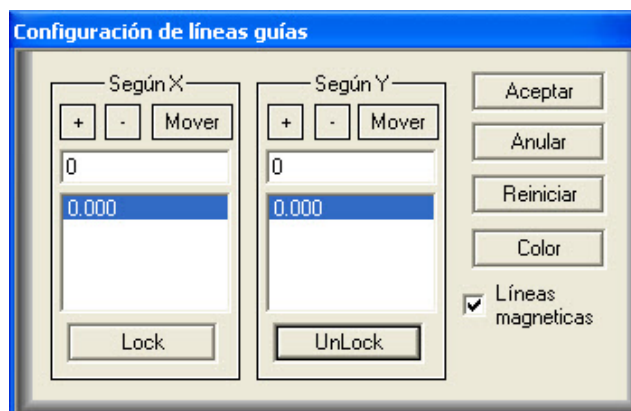 Configuración de líneas guías
Según X
+ - Mover
0
0.000
Lock
Según Y
+ - Mover
0
0.000
UnLock
Aceptar
Anular
Reiniciar
Color
Líneas
magneticas